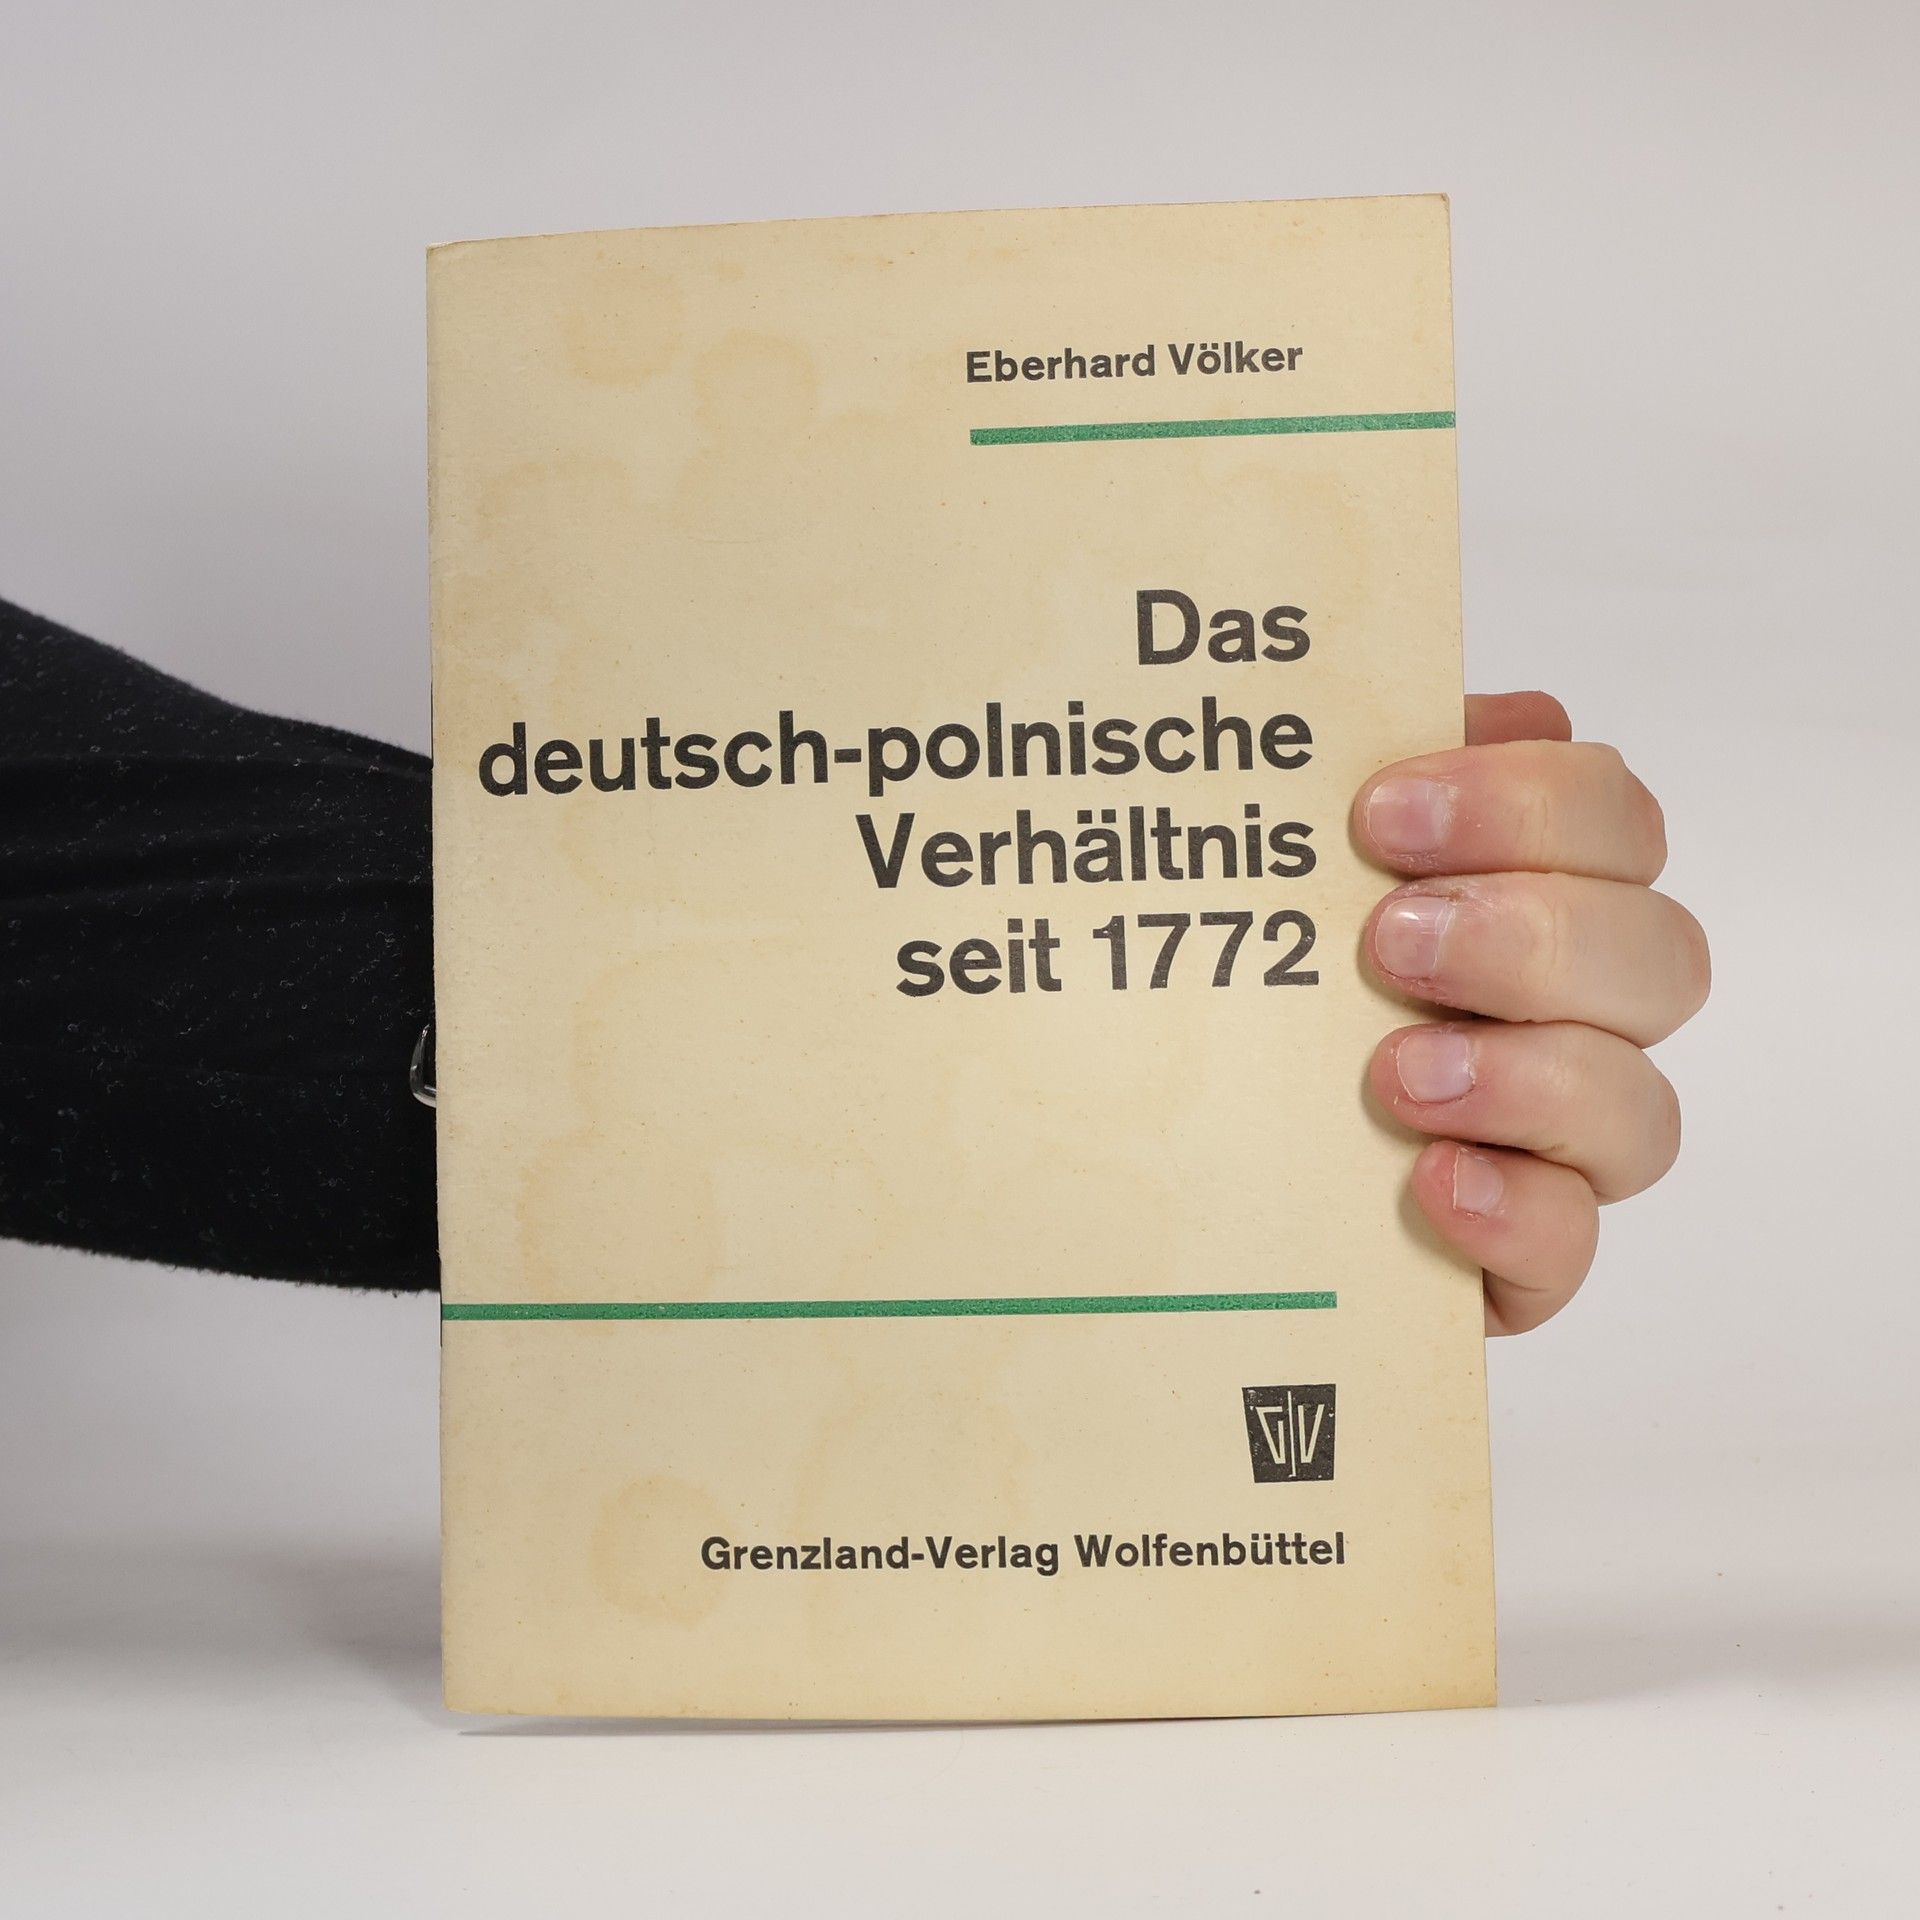 Eberhard Völker
Das
deutsch-polnische
Verhältnis
seit 1772
GV
Grenzland-Verlag Wolfenbüttel